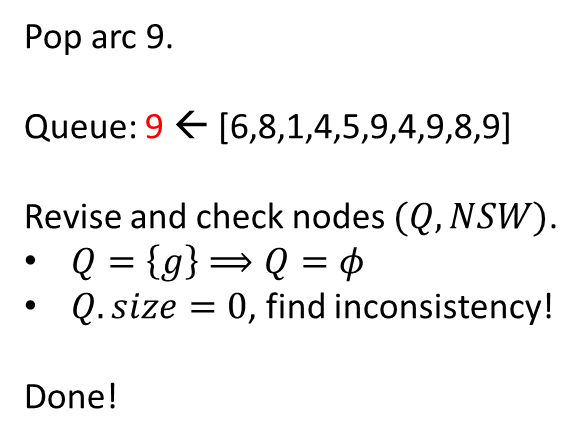 Pop arc 9.
Queue: 9 ← [6,8,1,4,5,9,4,9,8,9]
Revise and check nodes (Q, NSW).
• Q = {g} ⟹ Q = ϕ
• Q. size = 0, find inconsistency!
Done!